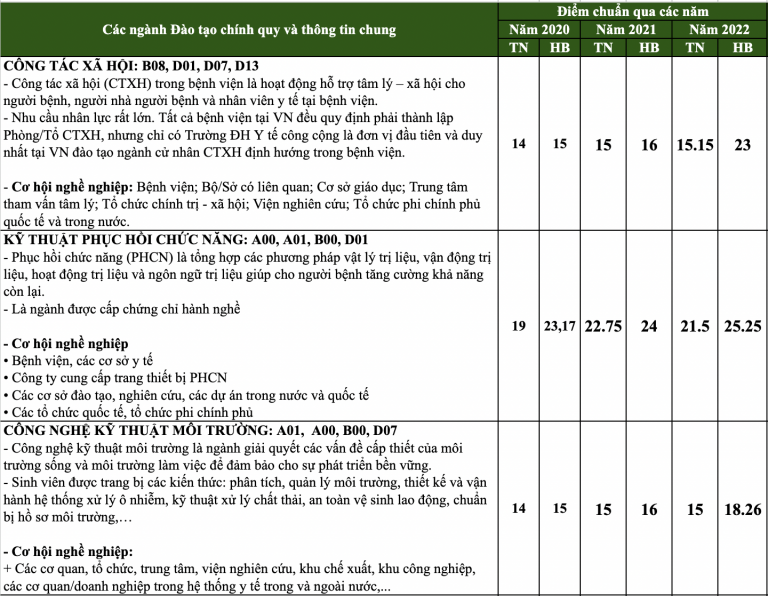 Các ngành Đào tạo chính quy và thông tin chung
Điểm chuẩn qua các năm
Năm 2020 Năm 2021 Năm 2022
TN HB TN HB TN HB
CÔNG TÁC XÃ HỘI: B08, D01, D07, D13
- Công tác xã hội (CTXH) trong bệnh viện là hoạt động hỗ trợ tâm lý – xã hội cho
người bệnh, người nhà người bệnh và nhân viên y tế tại bệnh viện.
- Nhu cầu nhân lực rất lớn. Tất cả bệnh viện tại VN đều quy định phải thành lập
Phòng/Tổ CTXH, nhưng chỉ có Trường ĐH Y tế công cộng là đơn vị đầu tiên và duy
nhất tại VN đào tạo ngành cử nhân CTXH định hướng trong bệnh viện.
- Cơ hội nghề nghiệp: Bệnh viện; Bộ/Sở có liên quan; Cơ sở giáo dục; Trung tâm
tham vấn tâm lý; Tổ chức chính trị - xã hội; Viện nghiên cứu; Tổ chức phi chính phủ
quốc tế và trong nước.
14 15 15 16 15.15 23
KỸ THUẬT PHỤC HỒI CHỨC NĂNG: A00, A01, B00, D01
- Phục hồi chức năng (PHCN) là tổng hợp các phương pháp vật lý trị liệu, vận động trị
liệu, hoạt động trị liệu và ngôn ngữ trị liệu giúp cho người bệnh tăng cường khả năng
còn lại.
- Là ngành được cấp chứng chỉ hành nghề
- Cơ hội nghề nghiệp
• Bệnh viện, các cơ sở y tế
• Công ty cung cấp trang thiết bị PHCN
• Các cơ sở đào tạo, nghiên cứu, các dự án trong nước và quốc tế
• Các tổ chức quốc tế, tổ chức phi chính phủ
19 23,17 22.75 24 21.5 25.25
CÔNG NGHỆ KỸ THUẬT MÔI TRƯỜNG: A01, A00, B00, D07
- Công nghệ kỹ thuật môi trường là ngành giải quyết các vấn đề cấp thiết của môi
trường sống và môi trường làm việc để đảm bảo cho sự phát triển bền vững.
- Sinh viên được trang bị các kiến thức: phân tích, quản lý môi trường, thiết kế và vận
hành hệ thống xử lý ô nhiễm, kỹ thuật xử lý chất thải, an toàn vệ sinh lao động, chuẩn
bị hồ sơ môi trường,…
- Cơ hội nghề nghiệp:
+ Các cơ quan, tổ chức, trung tâm, viện nghiên cứu, khu chế xuất, khu công nghiệp,
các cơ quan/doanh nghiệp trong hệ thống y tế trong và ngoài nước,...
14 15 15 16 15 18.26